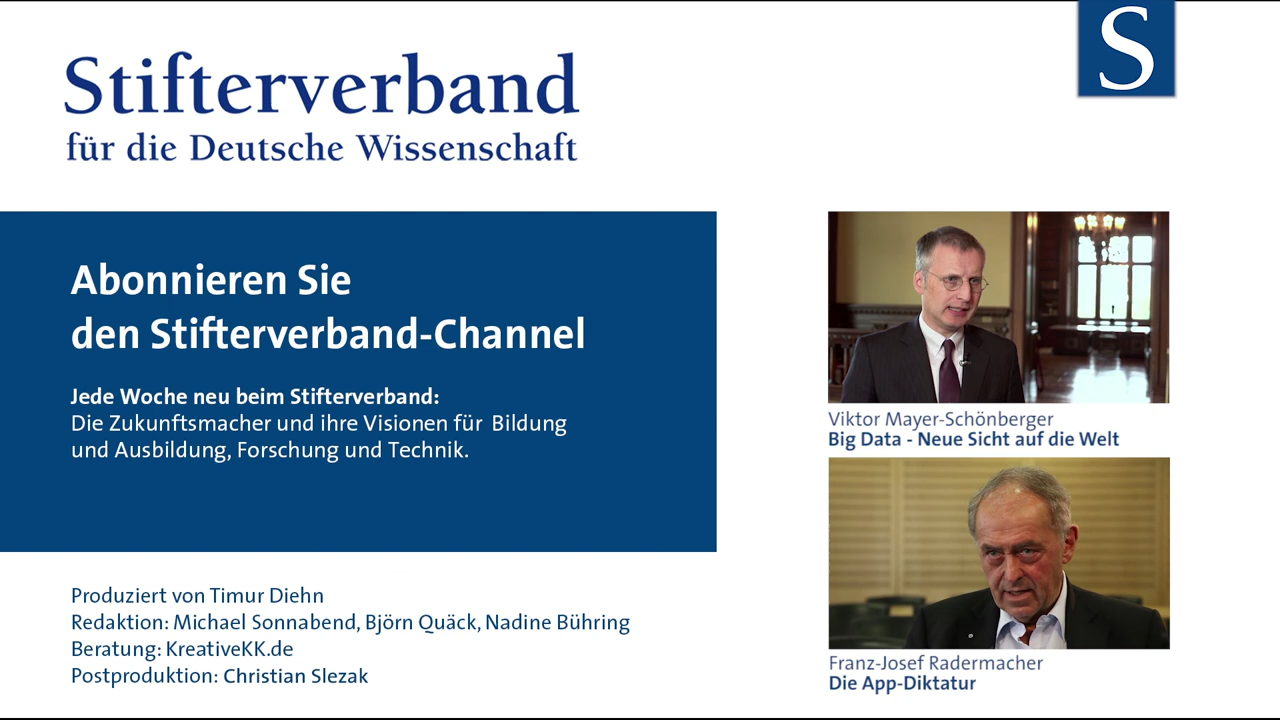 Stifterverband
für die Deutsche Wissenschaft
S
Abonnieren Sie
den Stifterverband-Channel
Jede Woche neu beim Stifterverband:
Die Zukunftsmacher und ihre Visionen für Bildung
und Ausbildung, Forschung und Technik.
Viktor Mayer-Schönberger
Big Data - Neue Sicht auf die Welt
Franz-Josef Radermacher
Die App-Diktatur
Produziert von Timur Diehn
Redaktion: Michael Sonnabend, Björn Quäck, Nadine Bühring
Beratung: KreativeKK.de
Postproduktion: Christian Slezak